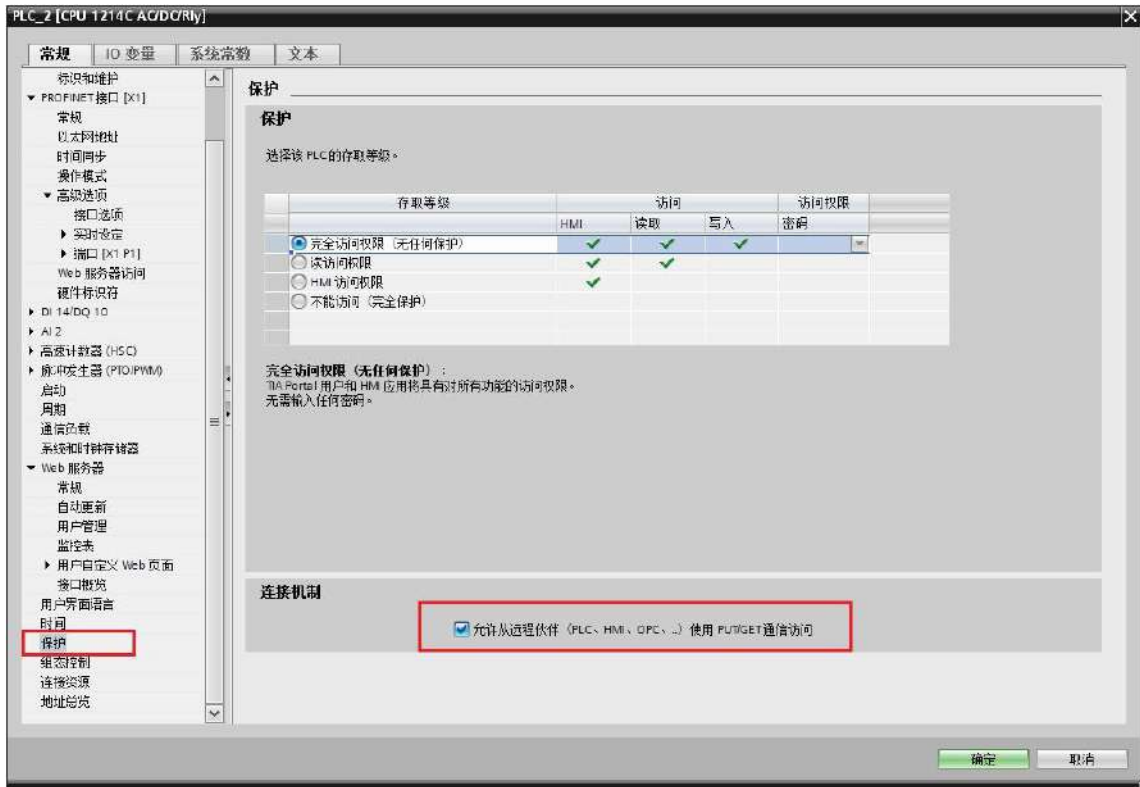 PLC_2 [CPU 1214C AC/DC/Rly]
常规 IO 变量 系统常数 文本
标识和维护
PROFINET接口 [X1]
常规
以太网地址
时间同步
操作模式
高级选项
接口选项
实时设定
端口 [X1 P1]
Web 服务器访问
硬件标识符
DI 14/DQ 10
AI 2
高速计数器 (HSC)
脉冲发生器 (PTO/PWM)
启动
周期
通信负载
系统和时钟存储器
Web 服务器
常规
自动更新
用户管理
监控表
用户自定义 Web 页面
接口概览
用户界面语言
时间
保护
组态控制
连接资源
地址总览
保护
保护
选择该 PLC的存取等级。
存取等级 访问 访问权限
HMI 读取 写入 密码
完全访问权限（无任何保护）
读访问权限
HMI 访问权限
不能访问（完全保护）
完全访问权限（无任何保护）:
TIA Portal 用户和 HMI 应用将具有对所有功能的访问权限。
无需输入任何密码。
连接机制
允许从远程伙伴（PLC、HMI、OPC、...）使用 PUT/GET通信访问
确定 取消